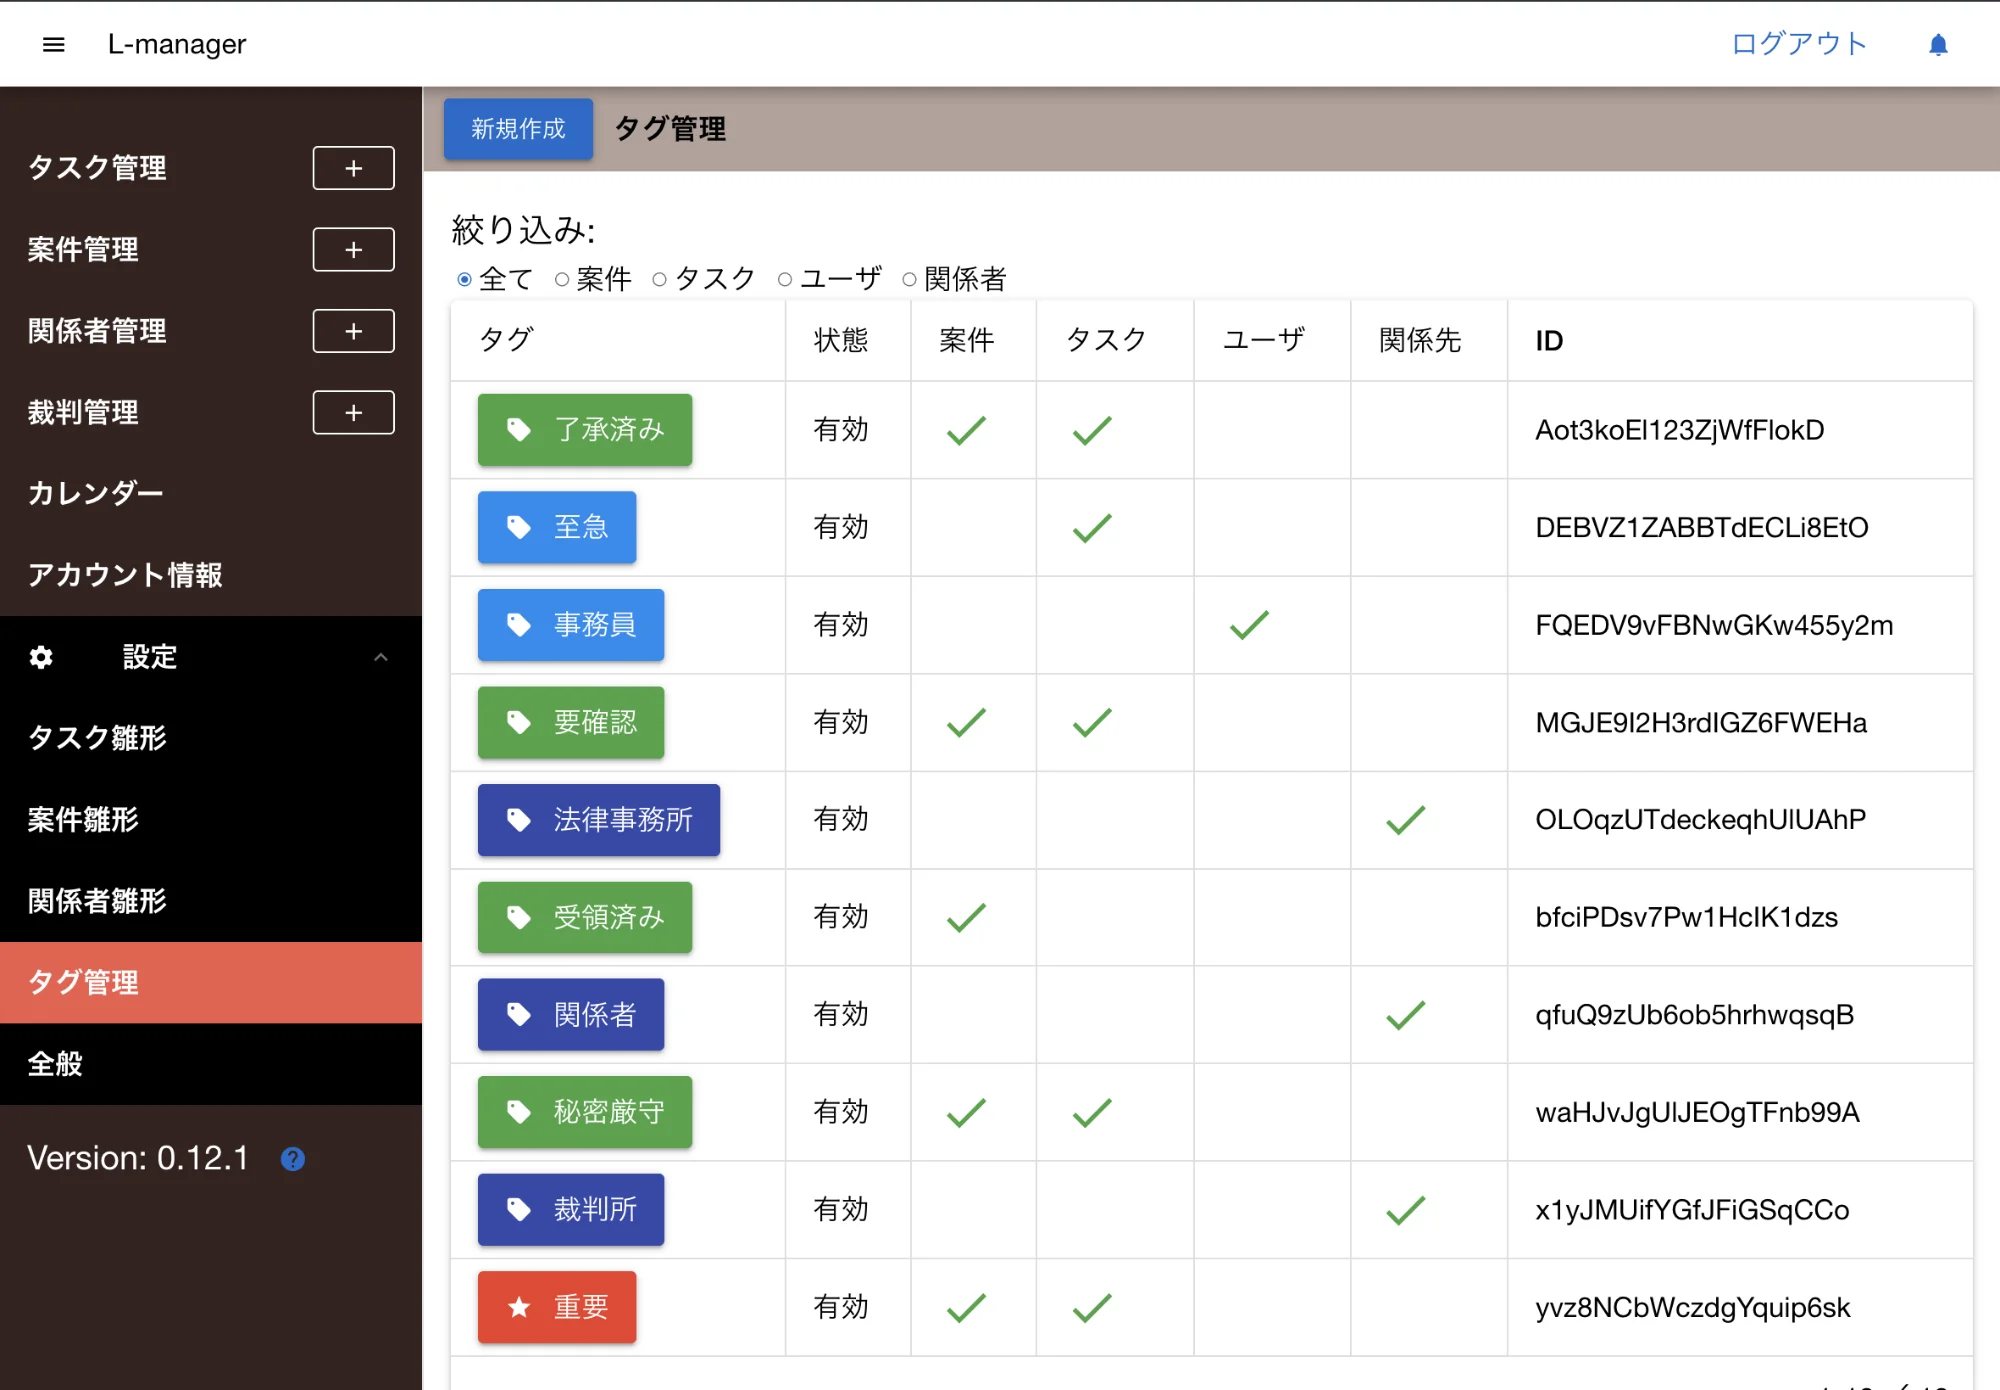 L-manager
ログアウト
タスク管理 +
案件管理 +
関係者管理 +
裁判管理 +
カレンダー
アカウント情報
設定
タスク雛形
案件雛形
関係者雛形
タグ管理
全般
Version: 0.12.1 ?
新規作成 タグ管理
絞り込み:
全て 案件 タスク ユーザ 関係者
タグ 状態 案件 タスク ユーザ 関係先 ID
了承済み 有効 Aot3koEl123ZjWfFlokD
至急 有効 DEBVZ1ZABBTdECLi8EtO
事務員 有効 FQEDV9vFBNwGKw455y2m
要確認 有効 MGJE9I2H3rdIGZ6FWEHa
法律事務所 有効 OLOqzUTdeckeqhUlUAhP
受領済み 有効 bfciPDsv7Pw1HcIK1dzs
関係者 有効 qfuQ9zUb6ob5hrhwqsqB
秘密厳守 有効 waHJvJgUlJEOgTFnb99A
裁判所 有効 x1yJMUifYGfJFiGSqCCo
重要 有効 yvz8NCbWczdgYquip6sk